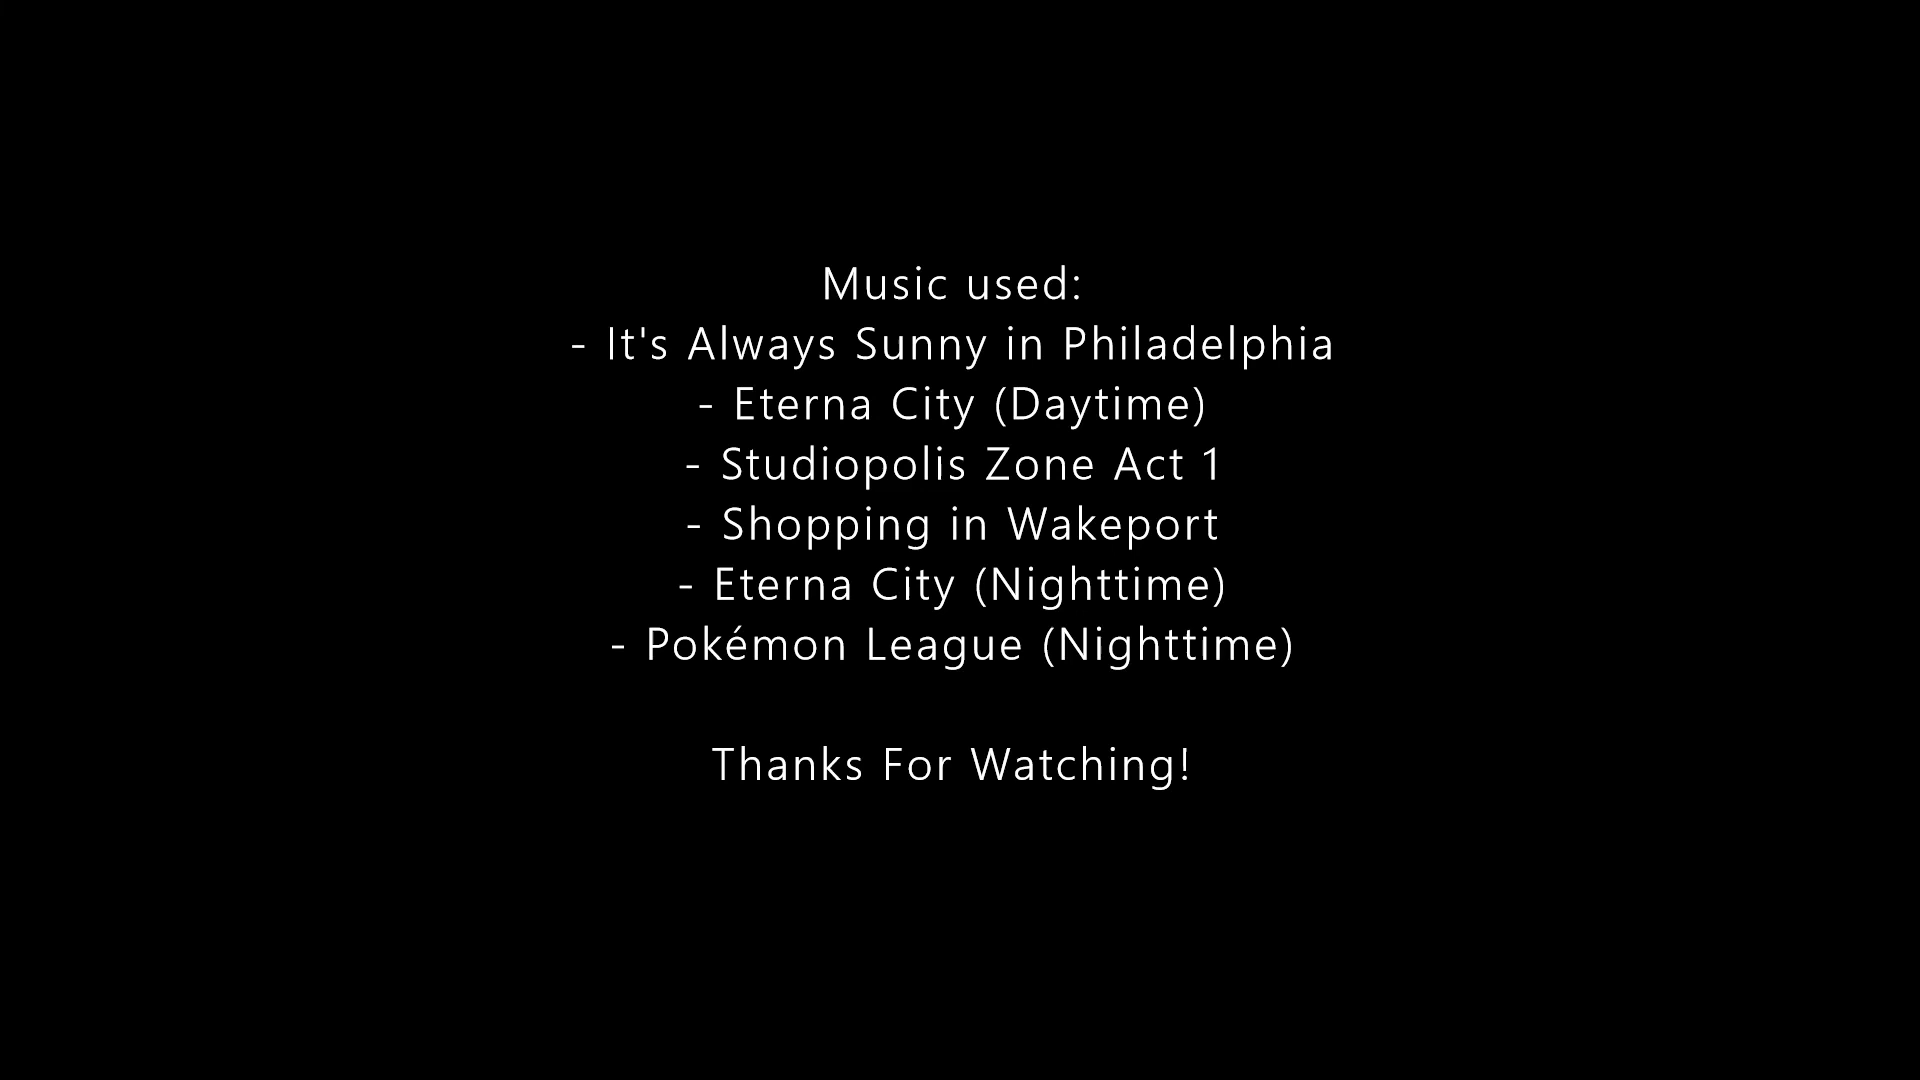 Music used:
- It's Always Sunny in Philadelphia
- Eterna City (Daytime)
- Studiopolis Zone Act 1
- Shopping in Wakeport
- Eterna City (Nighttime)
- Pokémon League (Nighttime)
Thanks For Watching!